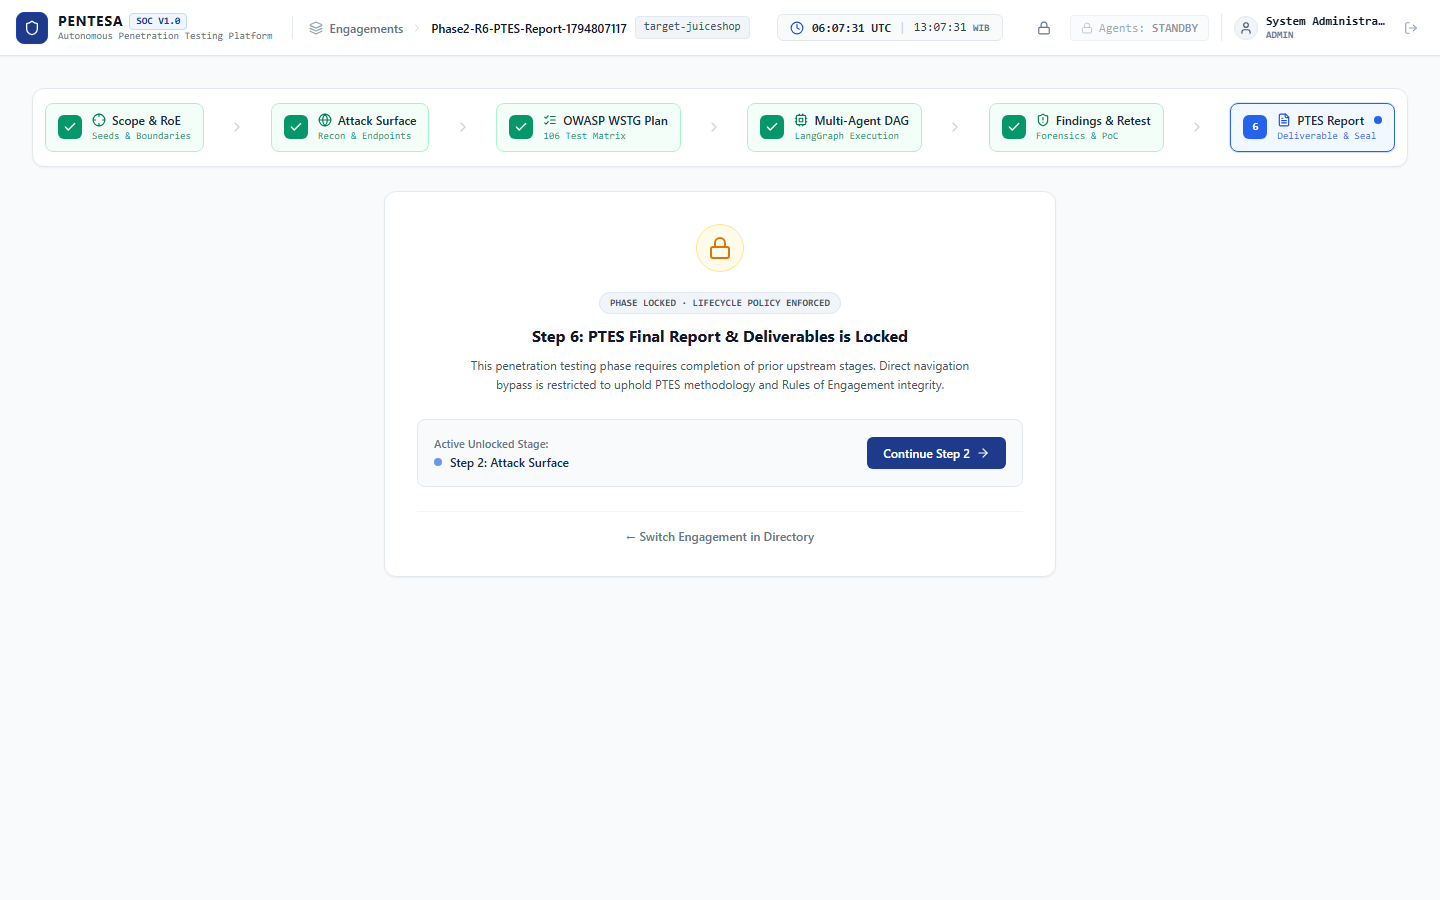 PENTESA SOC V1.0
Autonomous Penetration Testing Platform
Engagements
Phase2-R6-PTES-Report-1794807117
target-juiceshop
06:07:31 UTC | 13:07:31 WIB
Agents: STANDBY
System Administra…
ADMIN
Scope & RoE
Seeds & Boundaries
Attack Surface
Recon & Endpoints
OWASP WSTG Plan
106 Test Matrix
Multi-Agent DAG
LangGraph Execution
Findings & Retest
Forensics & PoC
6
PTES Report
Deliverable & Seal
PHASE LOCKED · LIFECYCLE POLICY ENFORCED
Step 6: PTES Final Report & Deliverables is Locked
This penetration testing phase requires completion of prior upstream stages. Direct navigation
bypass is restricted to uphold PTES methodology and Rules of Engagement integrity.
Active Unlocked Stage:
Step 2: Attack Surface
Continue Step 2 →
← Switch Engagement in Directory